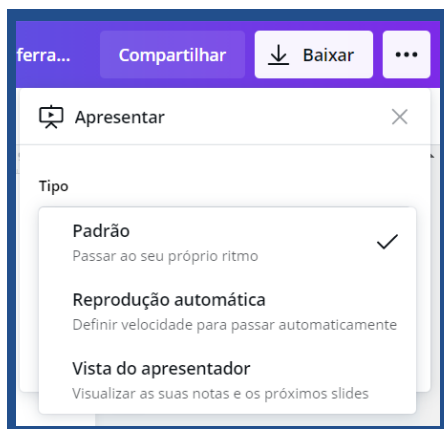 ferra... Compartilhar Baixar
Apresentar
Tipo
Padrão
Passar ao seu próprio ritmo
Reprodução automática
Definir velocidade para passar automaticamente
Vista do apresentador
Visualizar as suas notas e os próximos slides